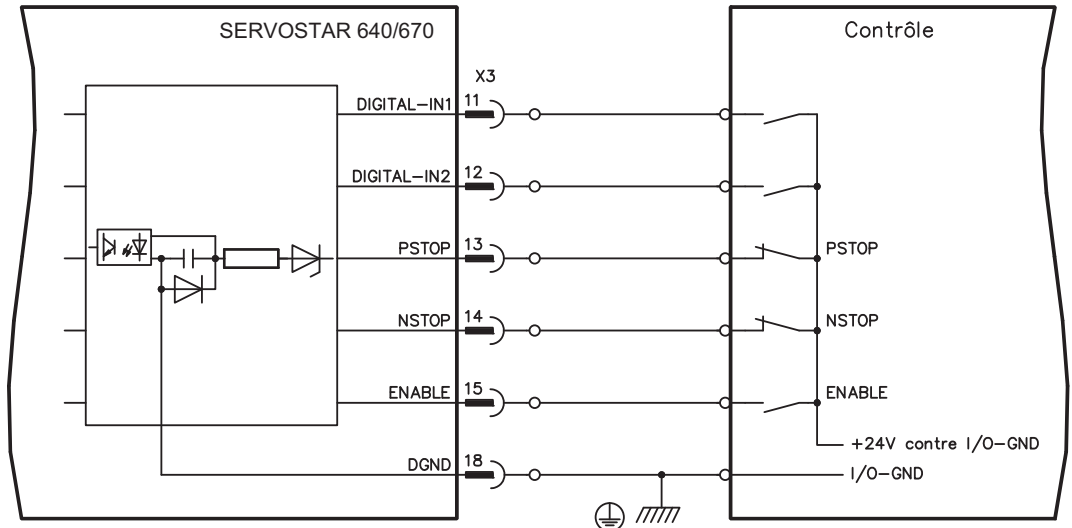 SERVOSTAR 640/670
Contrôle
X3
DIGITAL-IN1 11
DIGITAL-IN2 12
PSTOP 13 PSTOP
NSTOP 14 NSTOP
ENABLE 15 ENABLE
+24V contre I/O-GND
DGND 18 I/O-GND